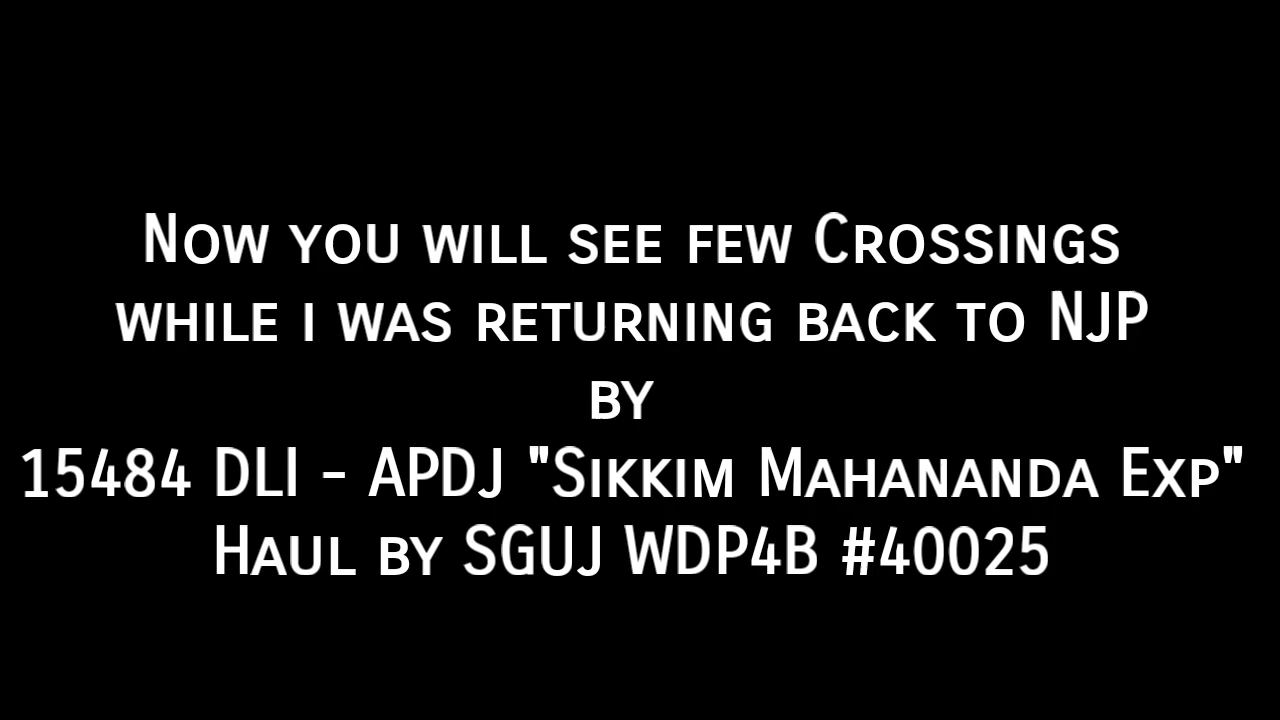 Now you will see few Crossings
while i was returning back to NJP
by
15484 DLI - APDJ "Sikkim Mahananda Exp"
Haul by SGUJ WDP4B #40025